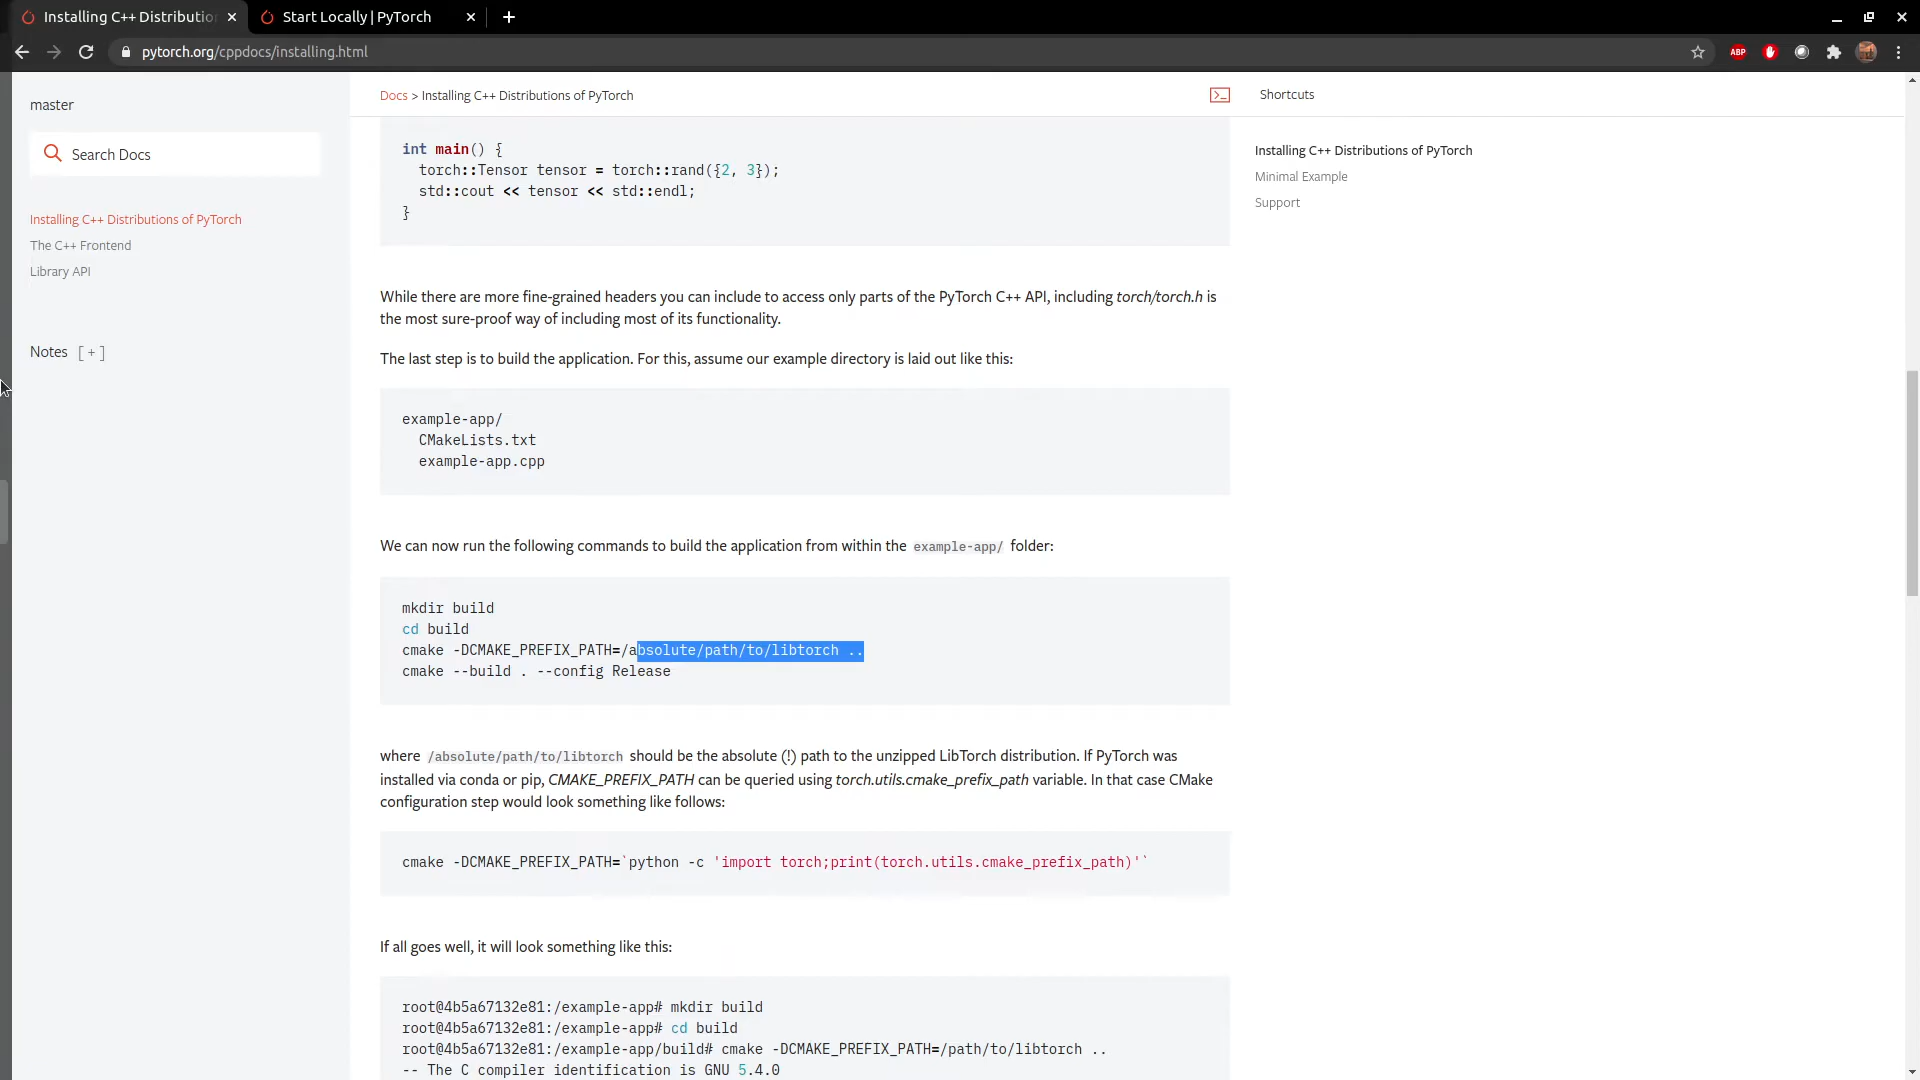 Installing C++ Distributio
Start Locally | PyTorch
pytorch.org/cppdocs/installing.html
ABP
master
Search Docs
Installing C++ Distributions of PyTorch
The C++ Frontend
Library API
Notes [ + ]
Docs > Installing C++ Distributions of PyTorch
Shortcuts
int main() {
  torch::Tensor tensor = torch::rand({2, 3});
  std::cout << tensor << std::endl;
}
While there are more fine-grained headers you can include to access only parts of the PyTorch C++ API, including torch/torch.h is
the most sure-proof way of including most of its functionality.
The last step is to build the application. For this, assume our example directory is laid out like this:
example-app/
  CMakeLists.txt
  example-app.cpp
We can now run the following commands to build the application from within the example-app/ folder:
mkdir build
cd build
cmake -DCMAKE_PREFIX_PATH=/absolute/path/to/libtorch ..
cmake --build . --config Release
where /absolute/path/to/libtorch should be the absolute (!) path to the unzipped LibTorch distribution. If PyTorch was
installed via conda or pip, CMAKE_PREFIX_PATH can be queried using torch.utils.cmake_prefix_path variable. In that case CMake
configuration step would look something like follows:
cmake -DCMAKE_PREFIX_PATH=`python -c 'import torch;print(torch.utils.cmake_prefix_path)'`
If all goes well, it will look something like this:
root@4b5a67132e81:/example-app# mkdir build
root@4b5a67132e81:/example-app# cd build
root@4b5a67132e81:/example-app/build# cmake -DCMAKE_PREFIX_PATH=/path/to/libtorch ..
-- The C compiler identification is GNU 5.4.0
Installing C++ Distributions of PyTorch
Minimal Example
Support